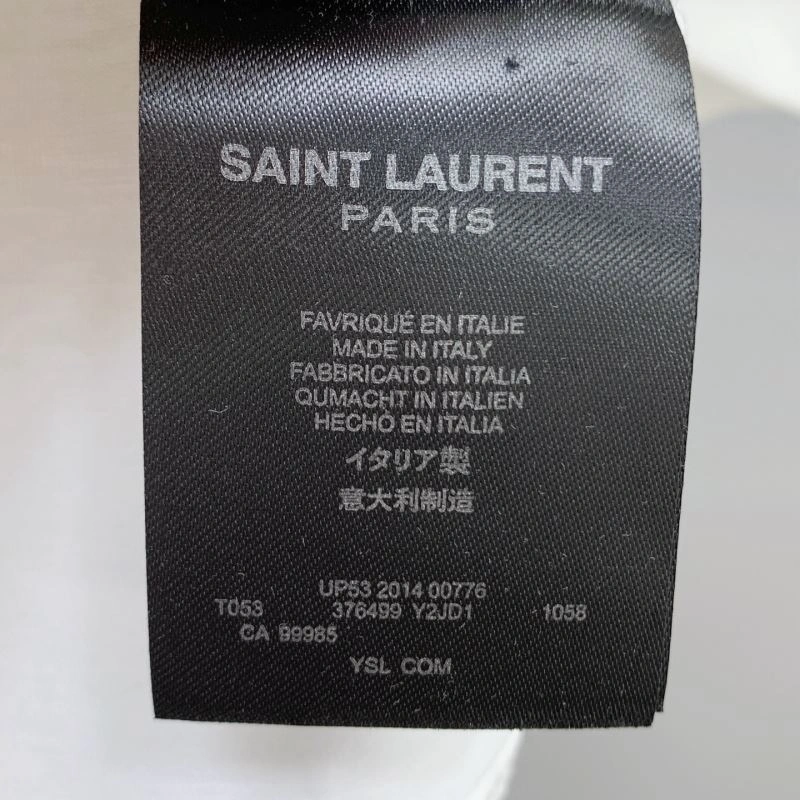 SAINT LAURENT
PARIS
FAVRIQUÉ EN ITALIE
MADE IN ITALY
FABBRICATO IN ITALIA
QUMACHT IN ITALIEN
HECHO EN ITALIA
イタリア製
意大利制造
UP53 2014 00776
T053 376499 Y2JD1 1058
CA 99985
YSL CQM